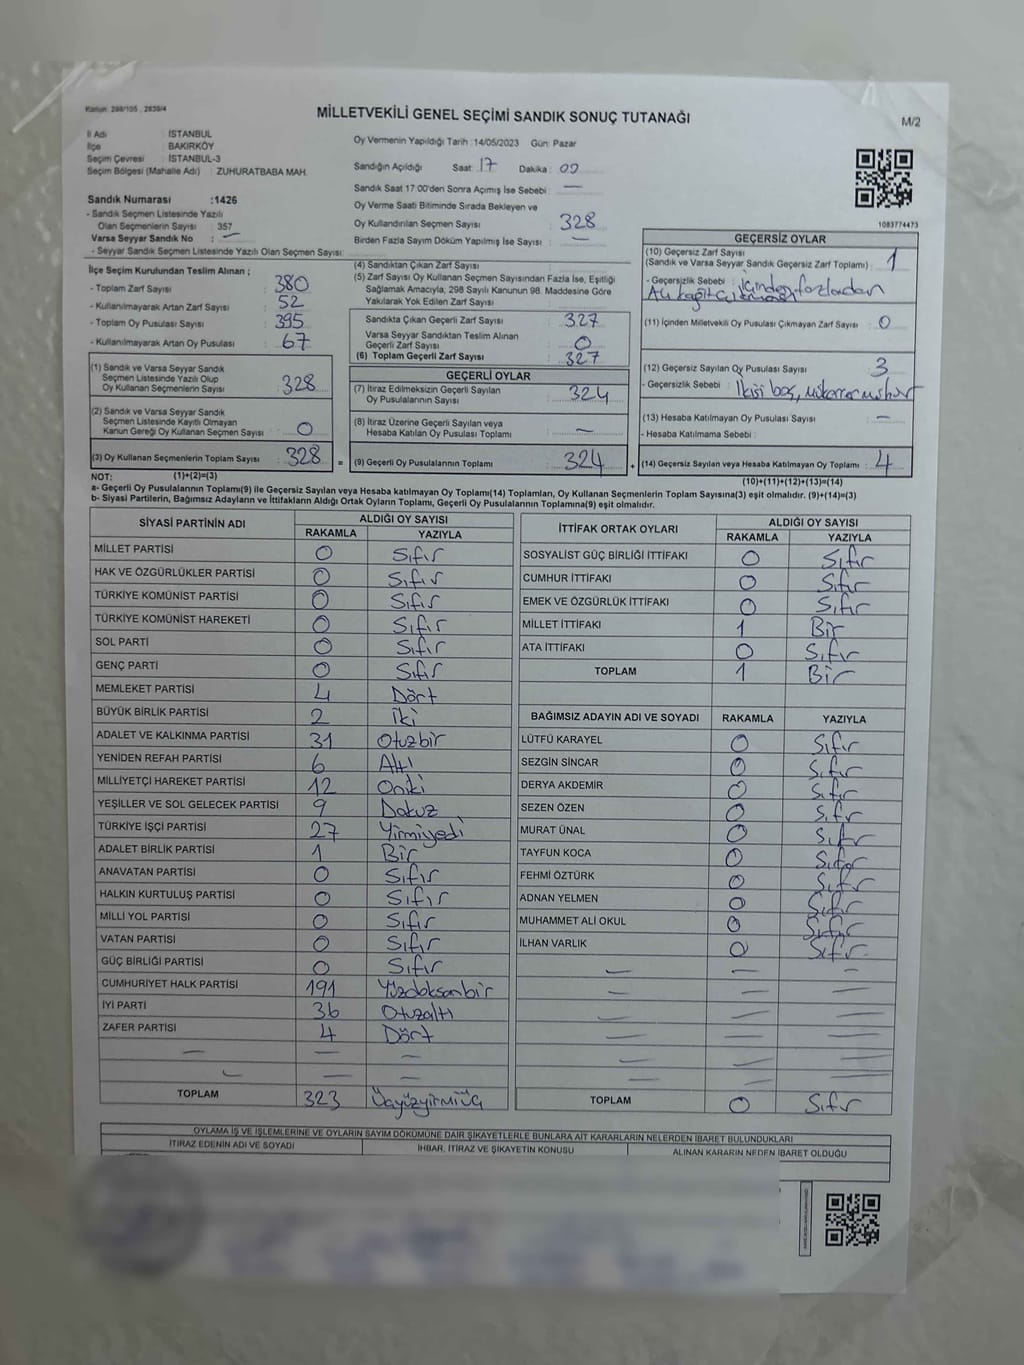 Kanun: 298/105 , 2839/4
MİLLETVEKİLİ GENEL SEÇİMİ SANDIK SONUÇ TUTANAĞI
M/2
İl Adı : İSTANBUL
İlçe : BAKIRKÖY
Seçim Çevresi : İSTANBUL-3
Seçim Bölgesi (Mahalle Adı) : ZUHURATBABA MAH.
Oy Vermenin Yapıldığı Tarih : 14/05/2023 Gün: Pazar
Sandığın Açıldığı Saat: 17 Dakika : 09
Sandık Saat 17:00'den Sonra Açımış İse Sebebi : —
Oy Verme Saati Bitiminde Sırada Bekleyen ve
Oy Kullandırılan Seçmen Sayısı : 328
Birden Fazla Sayım Döküm Yapılmış İse Sayısı : —
1083774473
Sandık Numarası :1426
- Sandık Seçmen Listesinde Yazılı
Olan Seçmenlerin Sayısı : 357
Varsa Seyyar Sandık No : —
- Seyyar Sandık Seçmen Listesinde Yazılı Olan Seçmen Sayısı:
İlçe Seçim Kurulundan Teslim Alınan ;
- Toplam Zarf Sayısı : 380
- Kullanılmayarak Artan Zarf Sayısı : 52
- Toplam Oy Pusulası Sayısı : 395
- Kullanılmayarak Artan Oy Pusulası : 67
(1) Sandık ve Varsa Seyyar Sandık
Seçmen Listesinde Yazılı Olup
Oy Kullanan Seçmenlerin Sayısı : 328
(2) Sandık ve Varsa Seyyar Sandık
Seçmen Listesinde Kayıtlı Olmayan
Kanun Gereği Oy Kullanan Seçmen Sayısı : 0
(3) Oy Kullanan Seçmenlerin Toplam Sayısı : 328
(4) Sandıktan Çıkan Zarf Sayısı :
(5) Zarf Sayısı Oy Kullanan Seçmen Sayısından Fazla İse, Eşitliği
Sağlamak Amacıyla, 298 Sayılı Kanunun 98. Maddesine Göre
Yakılarak Yok Edilen Zarf Sayısı :
Sandıkta Çıkan Geçerli Zarf Sayısı : 327
Varsa Seyyar Sandıktan Teslim Alınan
Geçerli Zarf Sayısı : 0
(6) Toplam Geçerli Zarf Sayısı : 327
GEÇERLİ OYLAR
(7) İtiraz Edilmeksizin Geçerli Sayılan
Oy Pusulalarının Sayısı : 324
(8) İtiraz Üzerine Geçerli Sayılan veya
Hesaba Katılan Oy Pusulası Toplamı : —
= (9) Geçerli Oy Pusulalarının Toplamı : 324
GEÇERSİZ OYLAR
(10) Geçersiz Zarf Sayısı
(Sandık ve Varsa Seyyar Sandık Geçersiz Zarf Toplamı) : 1
- Geçersizlik Sebebi : İçinden fazladan
(11) İçinden Milletvekili Oy Pusulası Çıkmayan Zarf Sayısı : 0
(12) Geçersiz Sayılan Oy Pusulası Sayısı : 3
- Geçersizlik Sebebi : İkisi boş, mükerrer mühür
(13) Hesaba Katılmayan Oy Pusulası Sayısı : —
- Hesaba Katılmama Sebebi :
+ (14) Geçersiz Sayılan veya Hesaba Katılmayan Oy Toplamı : 4
NOT: (1)+(2)=(3)
(10)+(11)+(12)+(13)=(14)
a- Geçerli Oy Pusulalarının Toplamı(9) ile Geçersiz Sayılan veya Hesaba katılmayan Oy Toplamı(14) Toplamları, Oy Kullanan Seçmenlerin Toplam Sayısına(3) eşit olmalıdır. (9)+(14)=(3)
b- Siyasi Partilerin, Bağımsız Adayların ve İttifakların Aldığı Ortak Oyların Toplamı, Geçerli Oy Pusulalarının Toplamına(9) eşit olmalıdır.
SİYASİ PARTİNİN ADI ALDIĞI OY SAYISI
RAKAMLA YAZIYLA
MİLLET PARTİSİ 0 Sıfır
HAK VE ÖZGÜRLÜKLER PARTİSİ 0 Sıfır
TÜRKİYE KOMÜNİST PARTİSİ 0 Sıfır
TÜRKİYE KOMÜNİST HAREKETİ 0 Sıfır
SOL PARTİ 0 Sıfır
GENÇ PARTİ 0 Sıfır
MEMLEKET PARTİSİ 4 Dört
BÜYÜK BİRLİK PARTİSİ 2 İki
ADALET VE KALKINMA PARTİSİ 31 Otuzbir
YENİDEN REFAH PARTİSİ 6 Altı
MİLLİYETÇİ HAREKET PARTİSİ 12 Oniki
YEŞİLLER VE SOL GELECEK PARTİSİ 9 Dokuz
TÜRKİYE İŞÇİ PARTİSİ 27 Yirmiyedi
ADALET BİRLİK PARTİSİ 1 Bir
ANAVATAN PARTİSİ 0 Sıfır
HALKIN KURTULUŞ PARTİSİ 0 Sıfır
MİLLİ YOL PARTİSİ 0 Sıfır
VATAN PARTİSİ 0 Sıfır
GÜÇ BİRLİĞİ PARTİSİ 0 Sıfır
CUMHURİYET HALK PARTİSİ 191 Yüzdoksanbir
İYİ PARTİ 36 Otuzaltı
ZAFER PARTİSİ 4 Dört
TOPLAM 323 Üçyüzyirmiüç
İTTİFAK ORTAK OYLARI ALDIĞI OY SAYISI
RAKAMLA YAZIYLA
SOSYALİST GÜÇ BİRLİĞİ İTTİFAKI 0 Sıfır
CUMHUR İTTİFAKI 0 Sıfır
EMEK VE ÖZGÜRLÜK İTTİFAKI 0 Sıfır
MİLLET İTTİFAKI 1 Bir
ATA İTTİFAKI 0 Sıfır
TOPLAM 1 Bir
BAĞIMSIZ ADAYIN ADI VE SOYADI RAKAMLA YAZIYLA
LÜTFÜ KARAYEL 0 Sıfır
SEZGİN SİNCAR 0 Sıfır
DERYA AKDEMİR 0 Sıfır
SEZEN ÖZEN 0 Sıfır
MURAT ÜNAL 0 Sıfır
TAYFUN KOCA 0 Sıfır
FEHMİ ÖZTÜRK 0 Sıfır
ADNAN YELMEN 0 Sıfır
MUHAMMET ALİ OKUL 0 Sıfır
İLHAN VARLIK 0 Sıfır
TOPLAM 0 Sıfır
OYLAMA İŞ VE İŞLEMLERİNE VE OYLARIN SAYIM DÖKÜMÜNE DAİR ŞİKAYETLERLE BUNLARA AİT KARARLARIN NELERDEN İBARET BULUNDUKLARI
İTİRAZ EDENİN ADI VE SOYADI İHBAR, İTİRAZ VE ŞİKAYETİN KONUSU ALINAN KARARIN NEDEN İBARET OLDUĞU